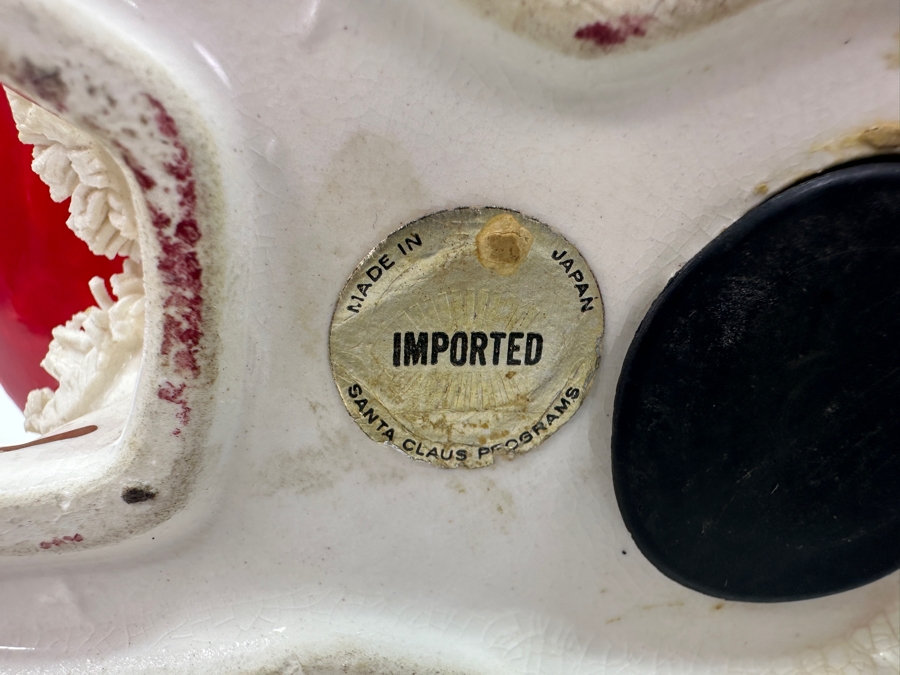 MADE IN JAPAN
IMPORTED
SANTA CLAUS PROGRAMS